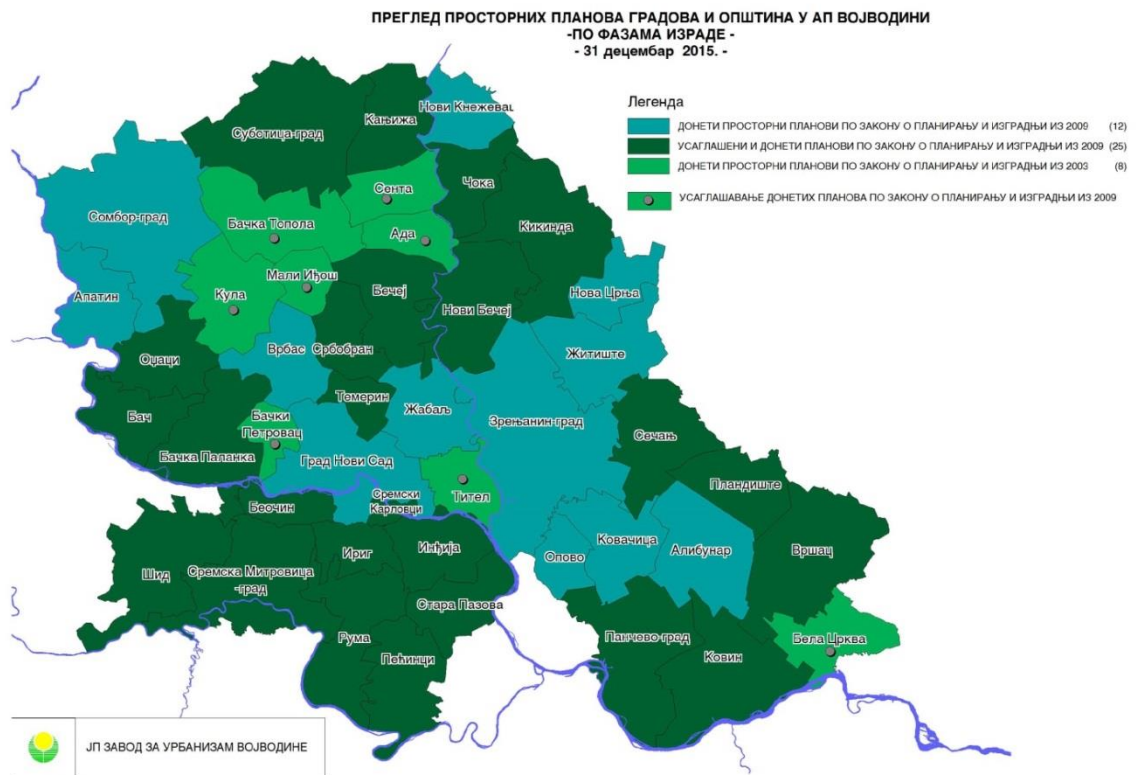 ПРЕГЛЕД ПРОСТОРНИХ ПЛАНОВА ГРАДОВА И ОПШТИНА У АП ВОЈВОДИНИ
-ПО ФАЗАМА ИЗРАДЕ -
- 31 децембар 2015. -
Легенда
ДОНЕТИ ПРОСТОРНИ ПЛАНОВИ ПО ЗАКОНУ О ПЛАНИРАЊУ И ИЗГРАДЊИ ИЗ 2009 (12)
УСАГЛАШЕНИ И ДОНЕТИ ПЛАНОВИ ПО ЗАКОНУ О ПЛАНИРАЊУ И ИЗГРАДЊИ ИЗ 2009 (25)
ДОНЕТИ ПРОСТОРНИ ПЛАНОВИ ПО ЗАКОНУ О ПЛАНИРАЊУ И ИЗГРАДЊИ ИЗ 2003 (8)
УСАГЛАШАВАЊЕ ДОНЕТИХ ПЛАНОВА ПО ЗАКОНУ О ПЛАНИРАЊУ И ИЗГРАДЊИ ИЗ 2009
Нови Кнежевац
Кањижа
Суботица-град
Чока
Сента
Сомбор-град
Бачка Топола
Кикинда
Ада
Мали Иђош
Бечеј
Апатин
Кула
Нова Црња
Нови Бечеј
Врбас
Србобран
Житиште
Оџаци
Темерин
Жабаљ
Бач
Бачки
Петровац
Зрењанин-град
Сечањ
Бачка Паланка
Град Нови Сад
Пландиште
Тител
Сремски
Карловци
Беочин
Ковачица
Алибунар
Вршац
Опово
Ириг
Инђија
Шид
Сремска Митровица
-град
Стара Пазова
Рума
Панчево-град
Бела Црква
Пећинци
Ковин
ЈП ЗАВОД ЗА УРБАНИЗАМ ВОЈВОДИНЕ